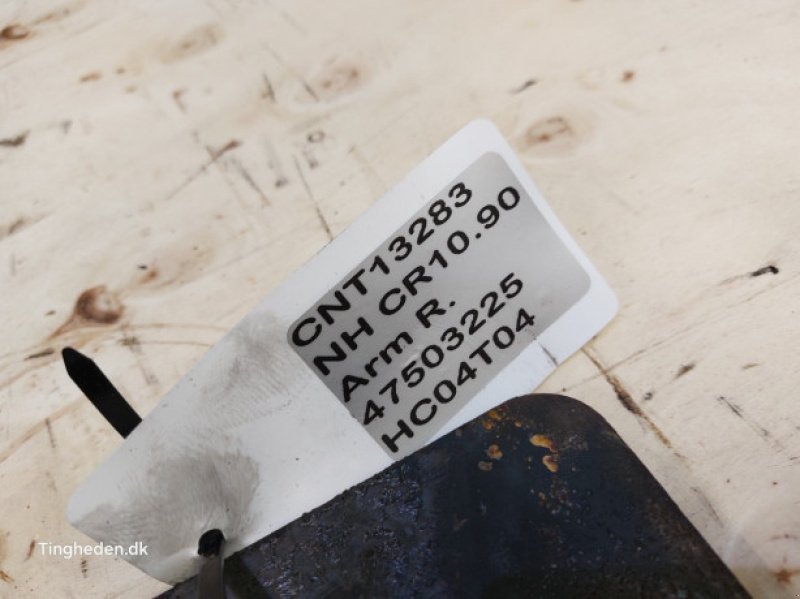 CNT13283
NH CR10.90
Arm R.
47503225
HC04T04
Tingheden.dk